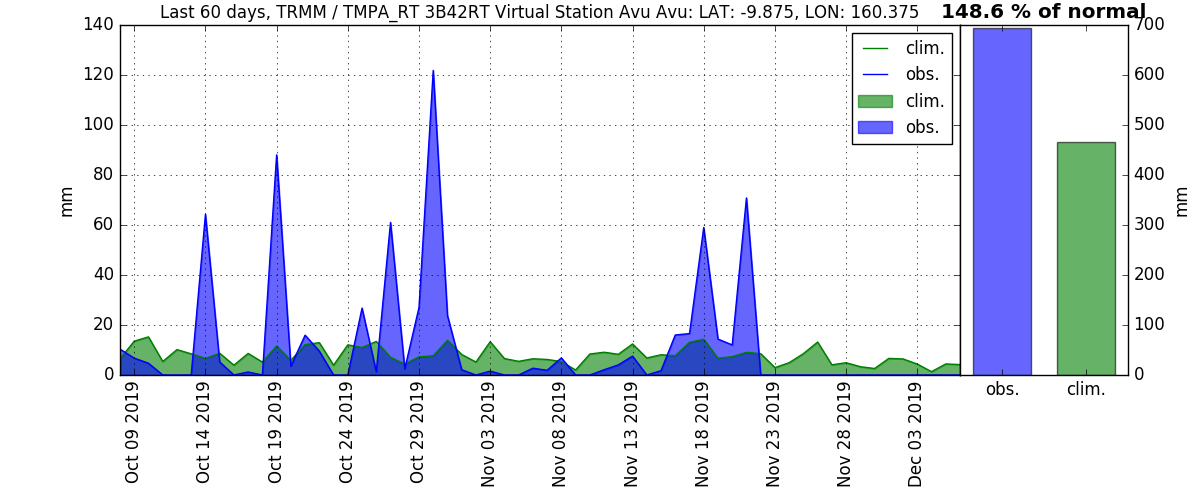 Last 60 days, TRMM / TMPA_RT 3B42RT Virtual Station Avu Avu: LAT: -9.875, LON: 160.375
148.6 % of normal
140
120
100
80
60
40
20
0
mm
clim.
obs.
clim.
obs.
700
600
500
400
300
200
100
0
mm
Oct 09 2019
Oct 14 2019
Oct 19 2019
Oct 24 2019
Oct 29 2019
Nov 03 2019
Nov 08 2019
Nov 13 2019
Nov 18 2019
Nov 23 2019
Nov 28 2019
Dec 03 2019
obs.
clim.